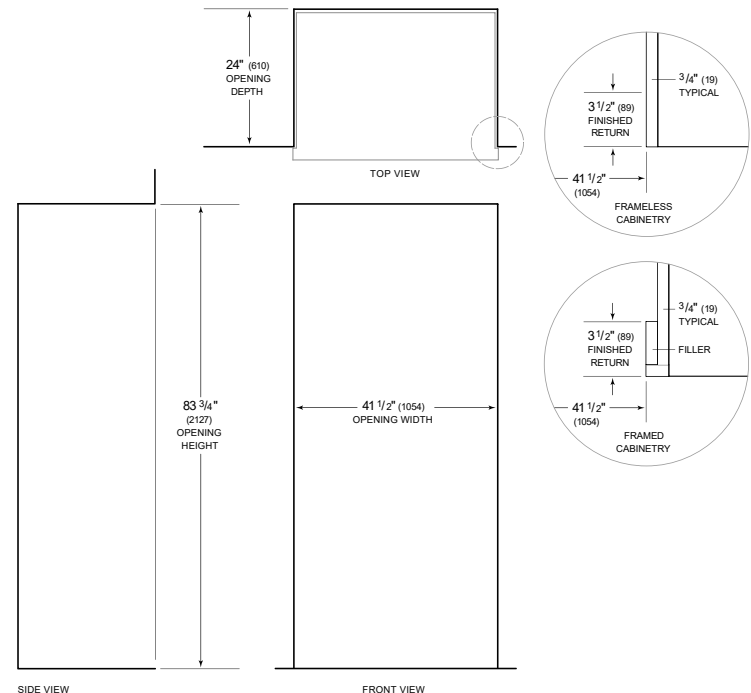 24" (610)
OPENING
DEPTH
TOP VIEW
3/4" (19)
TYPICAL
3 1/2" (89)
FINISHED
RETURN
41 1/2"
(1054)
FRAMELESS
CABINETRY
3/4" (19)
TYPICAL
3 1/2" (89)
FINISHED
RETURN
FILLER
41 1/2"
(1054)
FRAMED
CABINETRY
83 3/4"
(2127)
OPENING
HEIGHT
41 1/2" (1054)
OPENING WIDTH
SIDE VIEW
FRONT VIEW